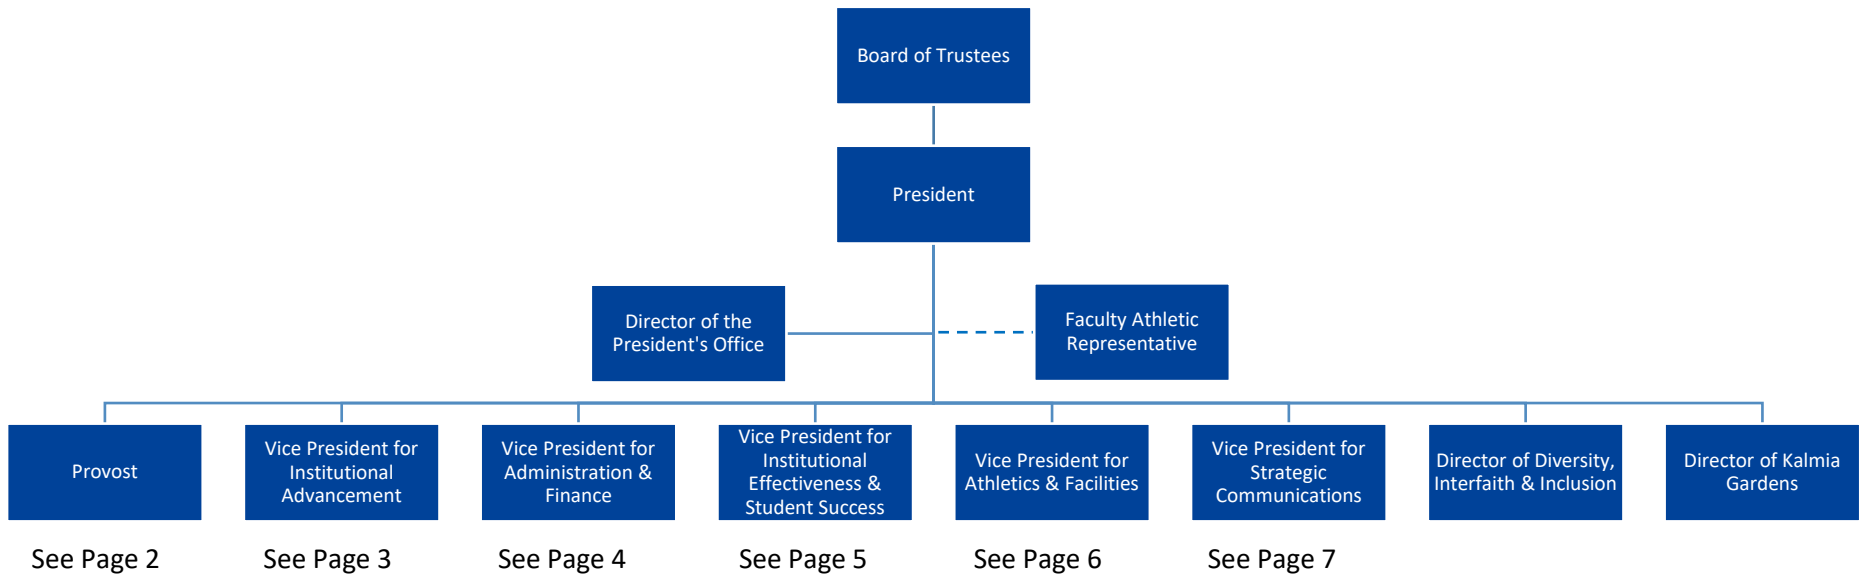 Board of Trustees
President
Director of the
President's Office
Faculty Athletic
Representative
Provost
Vice President for
Institutional
Advancement
Vice President for
Administration &
Finance
Vice President for
Institutional
Effectiveness &
Student Success
Vice President for
Athletics & Facilities
Vice President for
Strategic
Communications
Director of Diversity,
Interfaith & Inclusion
Director of Kalmia
Gardens
See Page 2
See Page 3
See Page 4
See Page 5
See Page 6
See Page 7